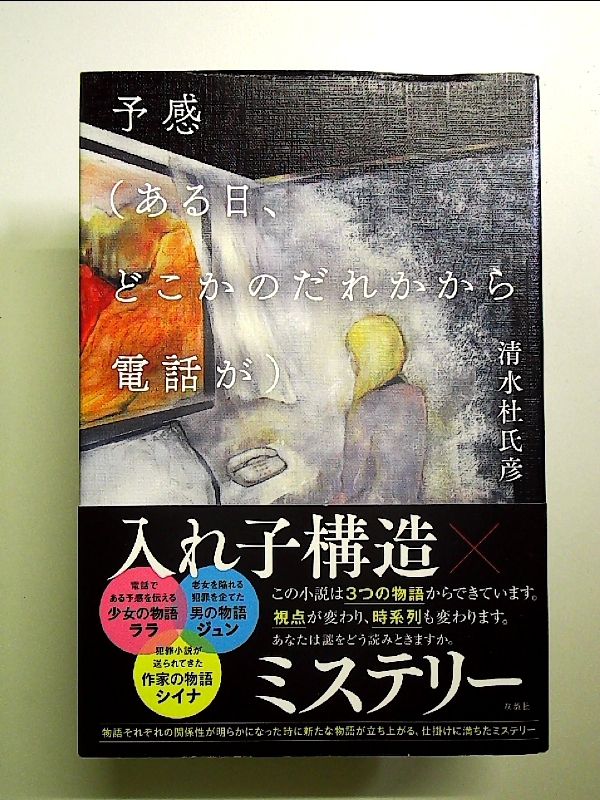 予感
（ある日、
どこかのだれかから
電話が）
清水杜氏彦
入れ子構造×
電話で
ある予感を伝える
少女の物語
ララ
老女を陥れる
犯罪を企てた
男の物語
ジュン
犯罪小説が
送られてきた
作家の物語
シイナ
この小説は3つの物語からできています。
視点が変わり、時系列も変わります。
あなたは謎をどう読みときますか。
ミステリー
双葉社
物語それぞれの関係性が明らかになった時に新たな物語が立ち上がる、仕掛けに満ちたミステリー